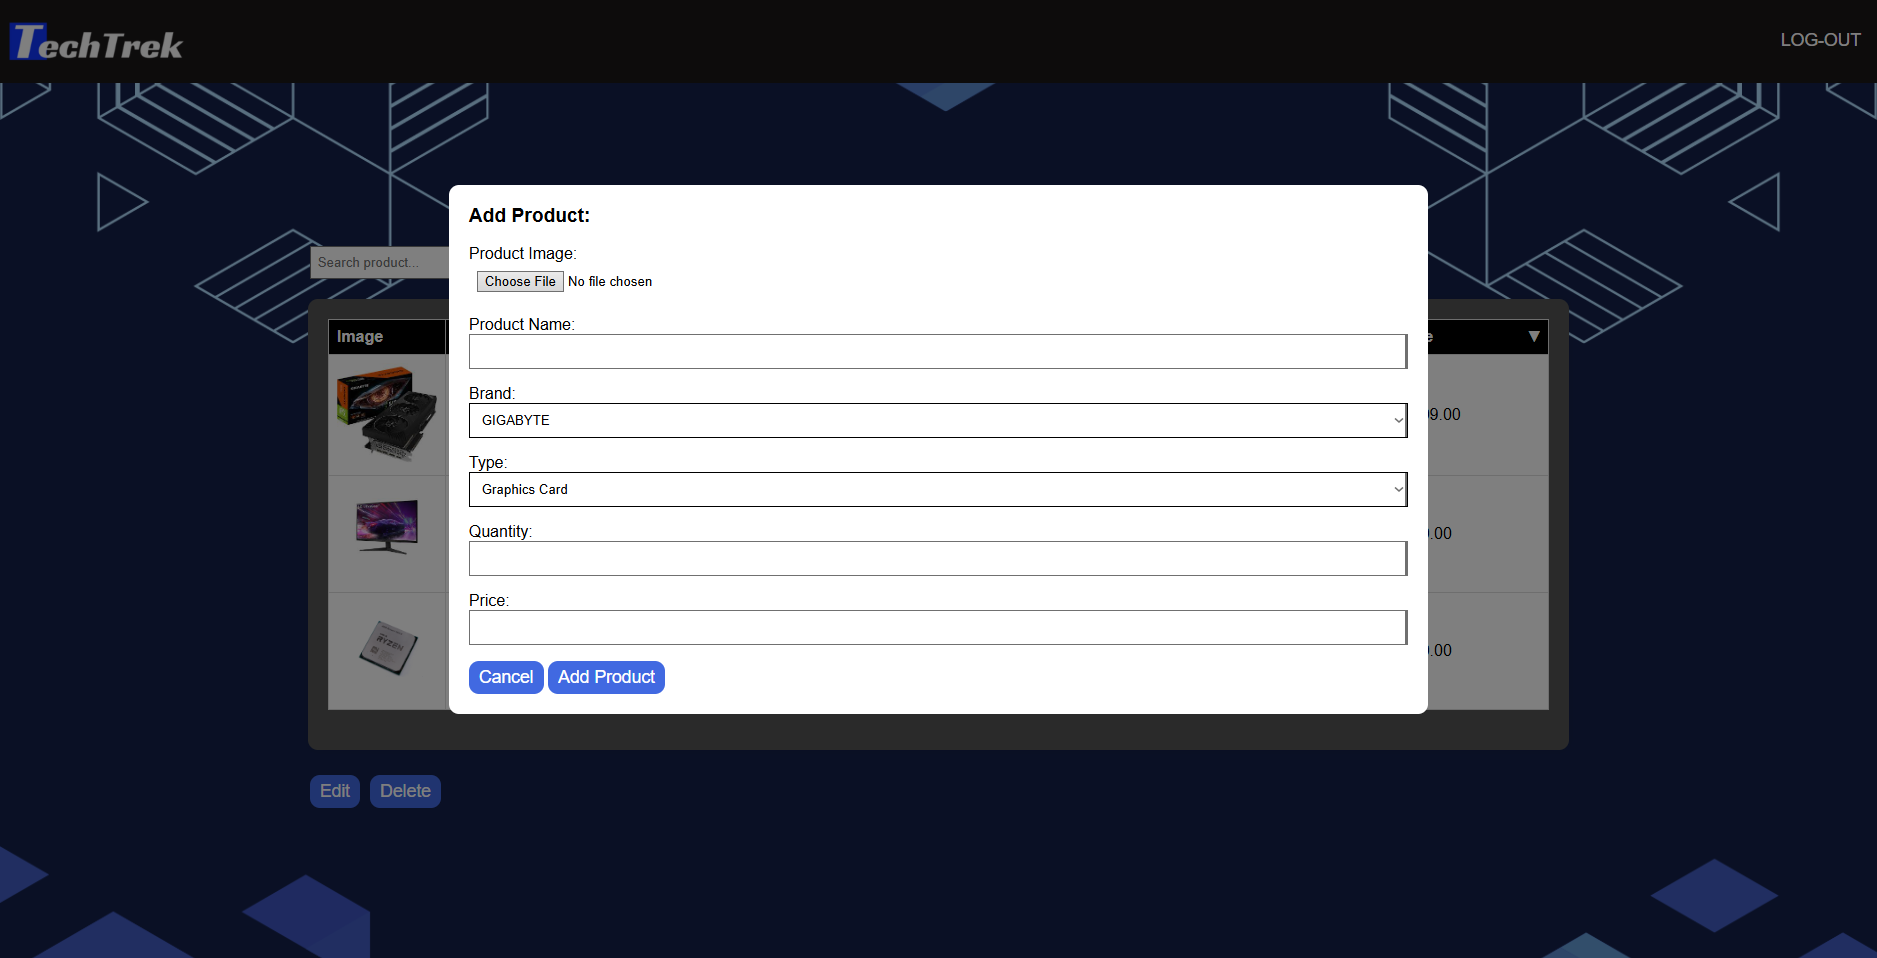 TechTrek
LOG-OUT
Add Product:
Product Image:
Search product...
Choose File No file chosen
Product Name:
Image
▼
Brand:
GIGABYTE
9.00
Type:
Graphics Card
Quantity:
.00
Price:
RYZEN
.00
Cancel Add Product
Edit Delete